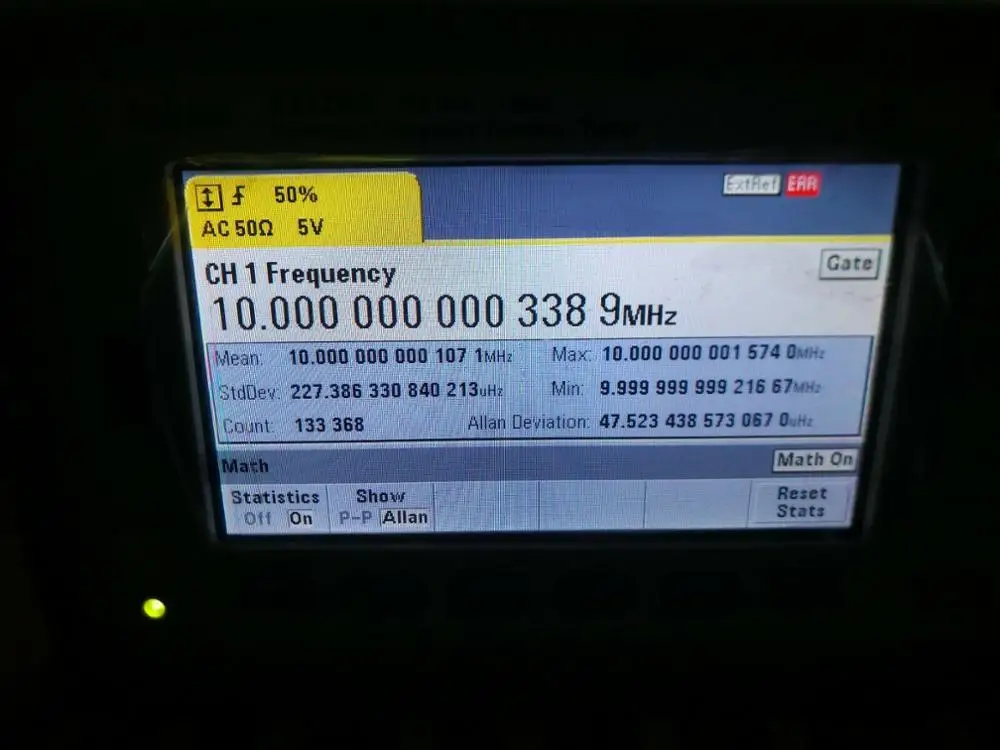 50%
ExtRef ERR
AC 50Ω 5V
CH 1 Frequency
Gate
10.000 000 000 338 9MHz
Mean: 10.000 000 000 107 1MHz Max: 10.000 000 001 574 0MHz
StdDev: 227.386 330 840 213uHz Min: 9.999 999 999 216 67MHz
Count: 133 368 Allan Deviation: 47.523 438 573 067 0uHz
Math Math On
Statistics Show Reset
Off On P-P Allan Stats